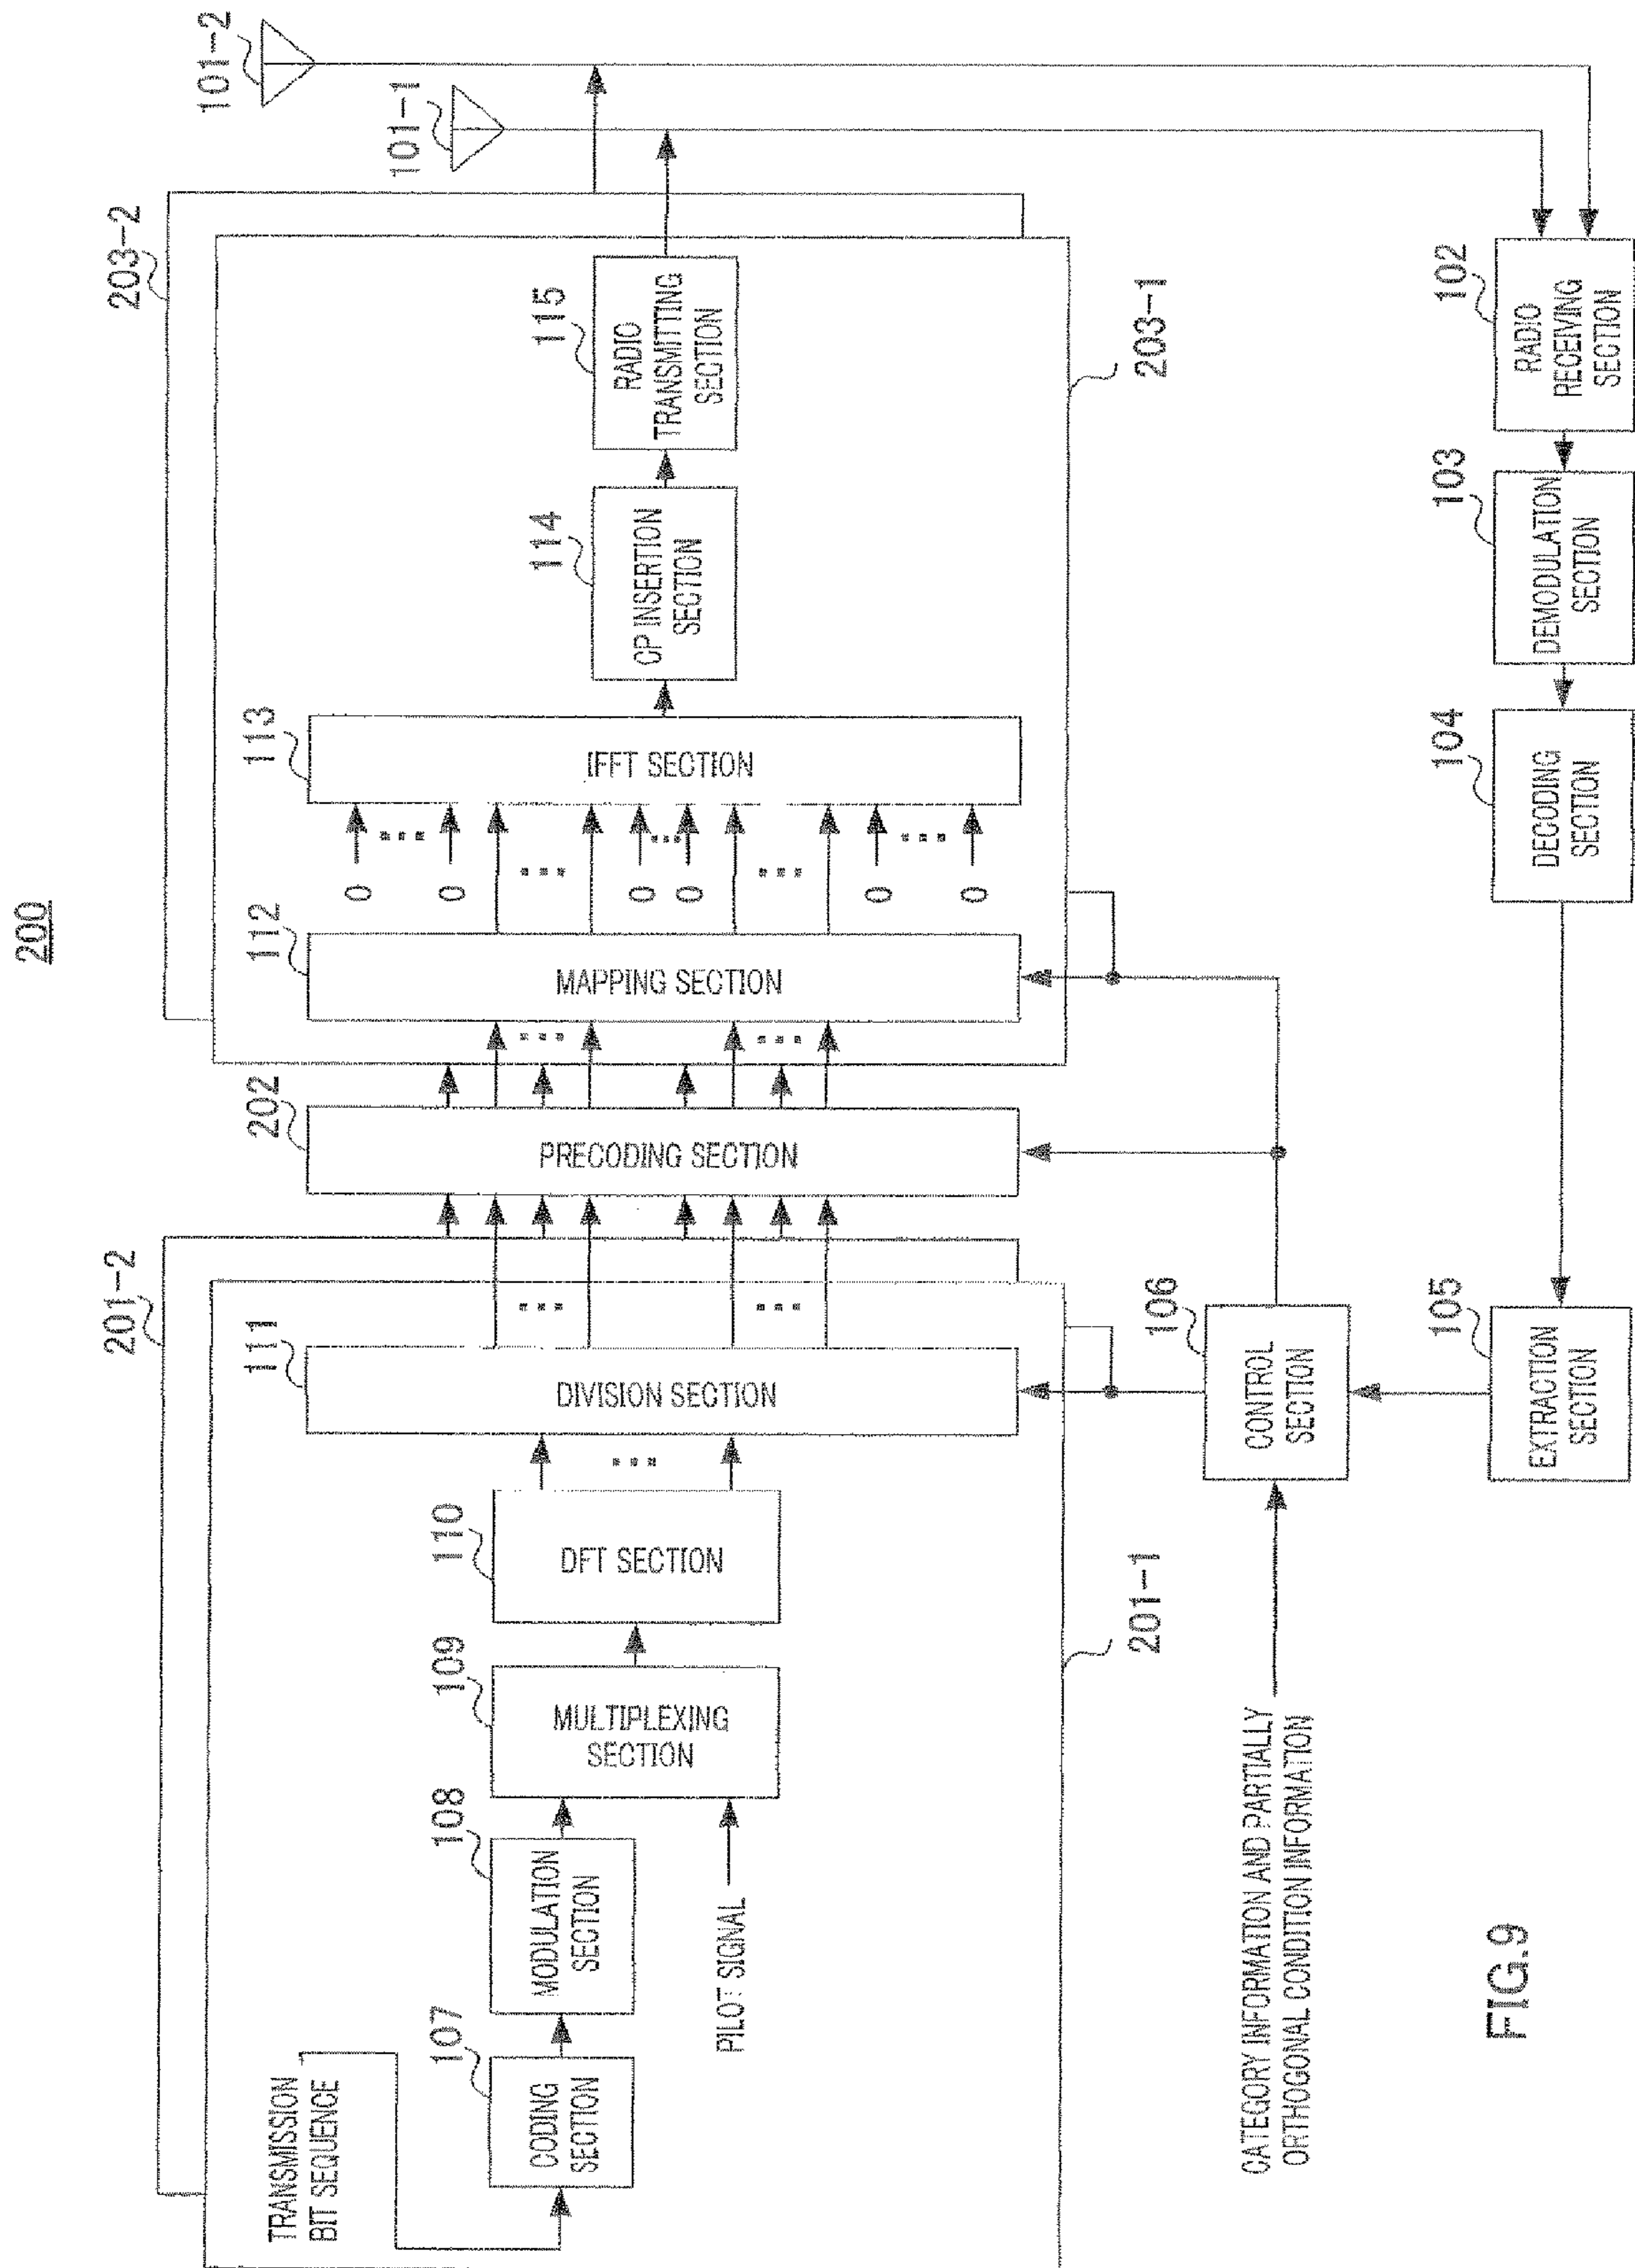 200
TRANSMISSION
BIT SEQUENCE
201-2
203-2
101-2
101-1
107
CODING
SECTION
108
MODULATION
SECTION
PILOT SIGNAL
109
MULTIPLEXING
SECTION
110
DFT SECTION
...
111
DIVISION SECTION
...
...
202
PRECODING SECTION
...
...
112
MAPPING SECTION
0
...
0
...
0
...
0
...
0
...
0
113
IFFT SECTION
114
CP INSERTION
SECTION
115
RADIO
TRANSMITTING
SECTION
201-1
203-1
CATEGORY INFORMATION AND PARTIALLY
ORTHOGONAL CONDITION INFORMATION
106
CONTROL
SECTION
105
EXTRACTION
SECTION
104
DECODING
SECTION
103
DEMODULATION
SECTION
102
RADIO
RECEIVING
SECTION
FIG.9